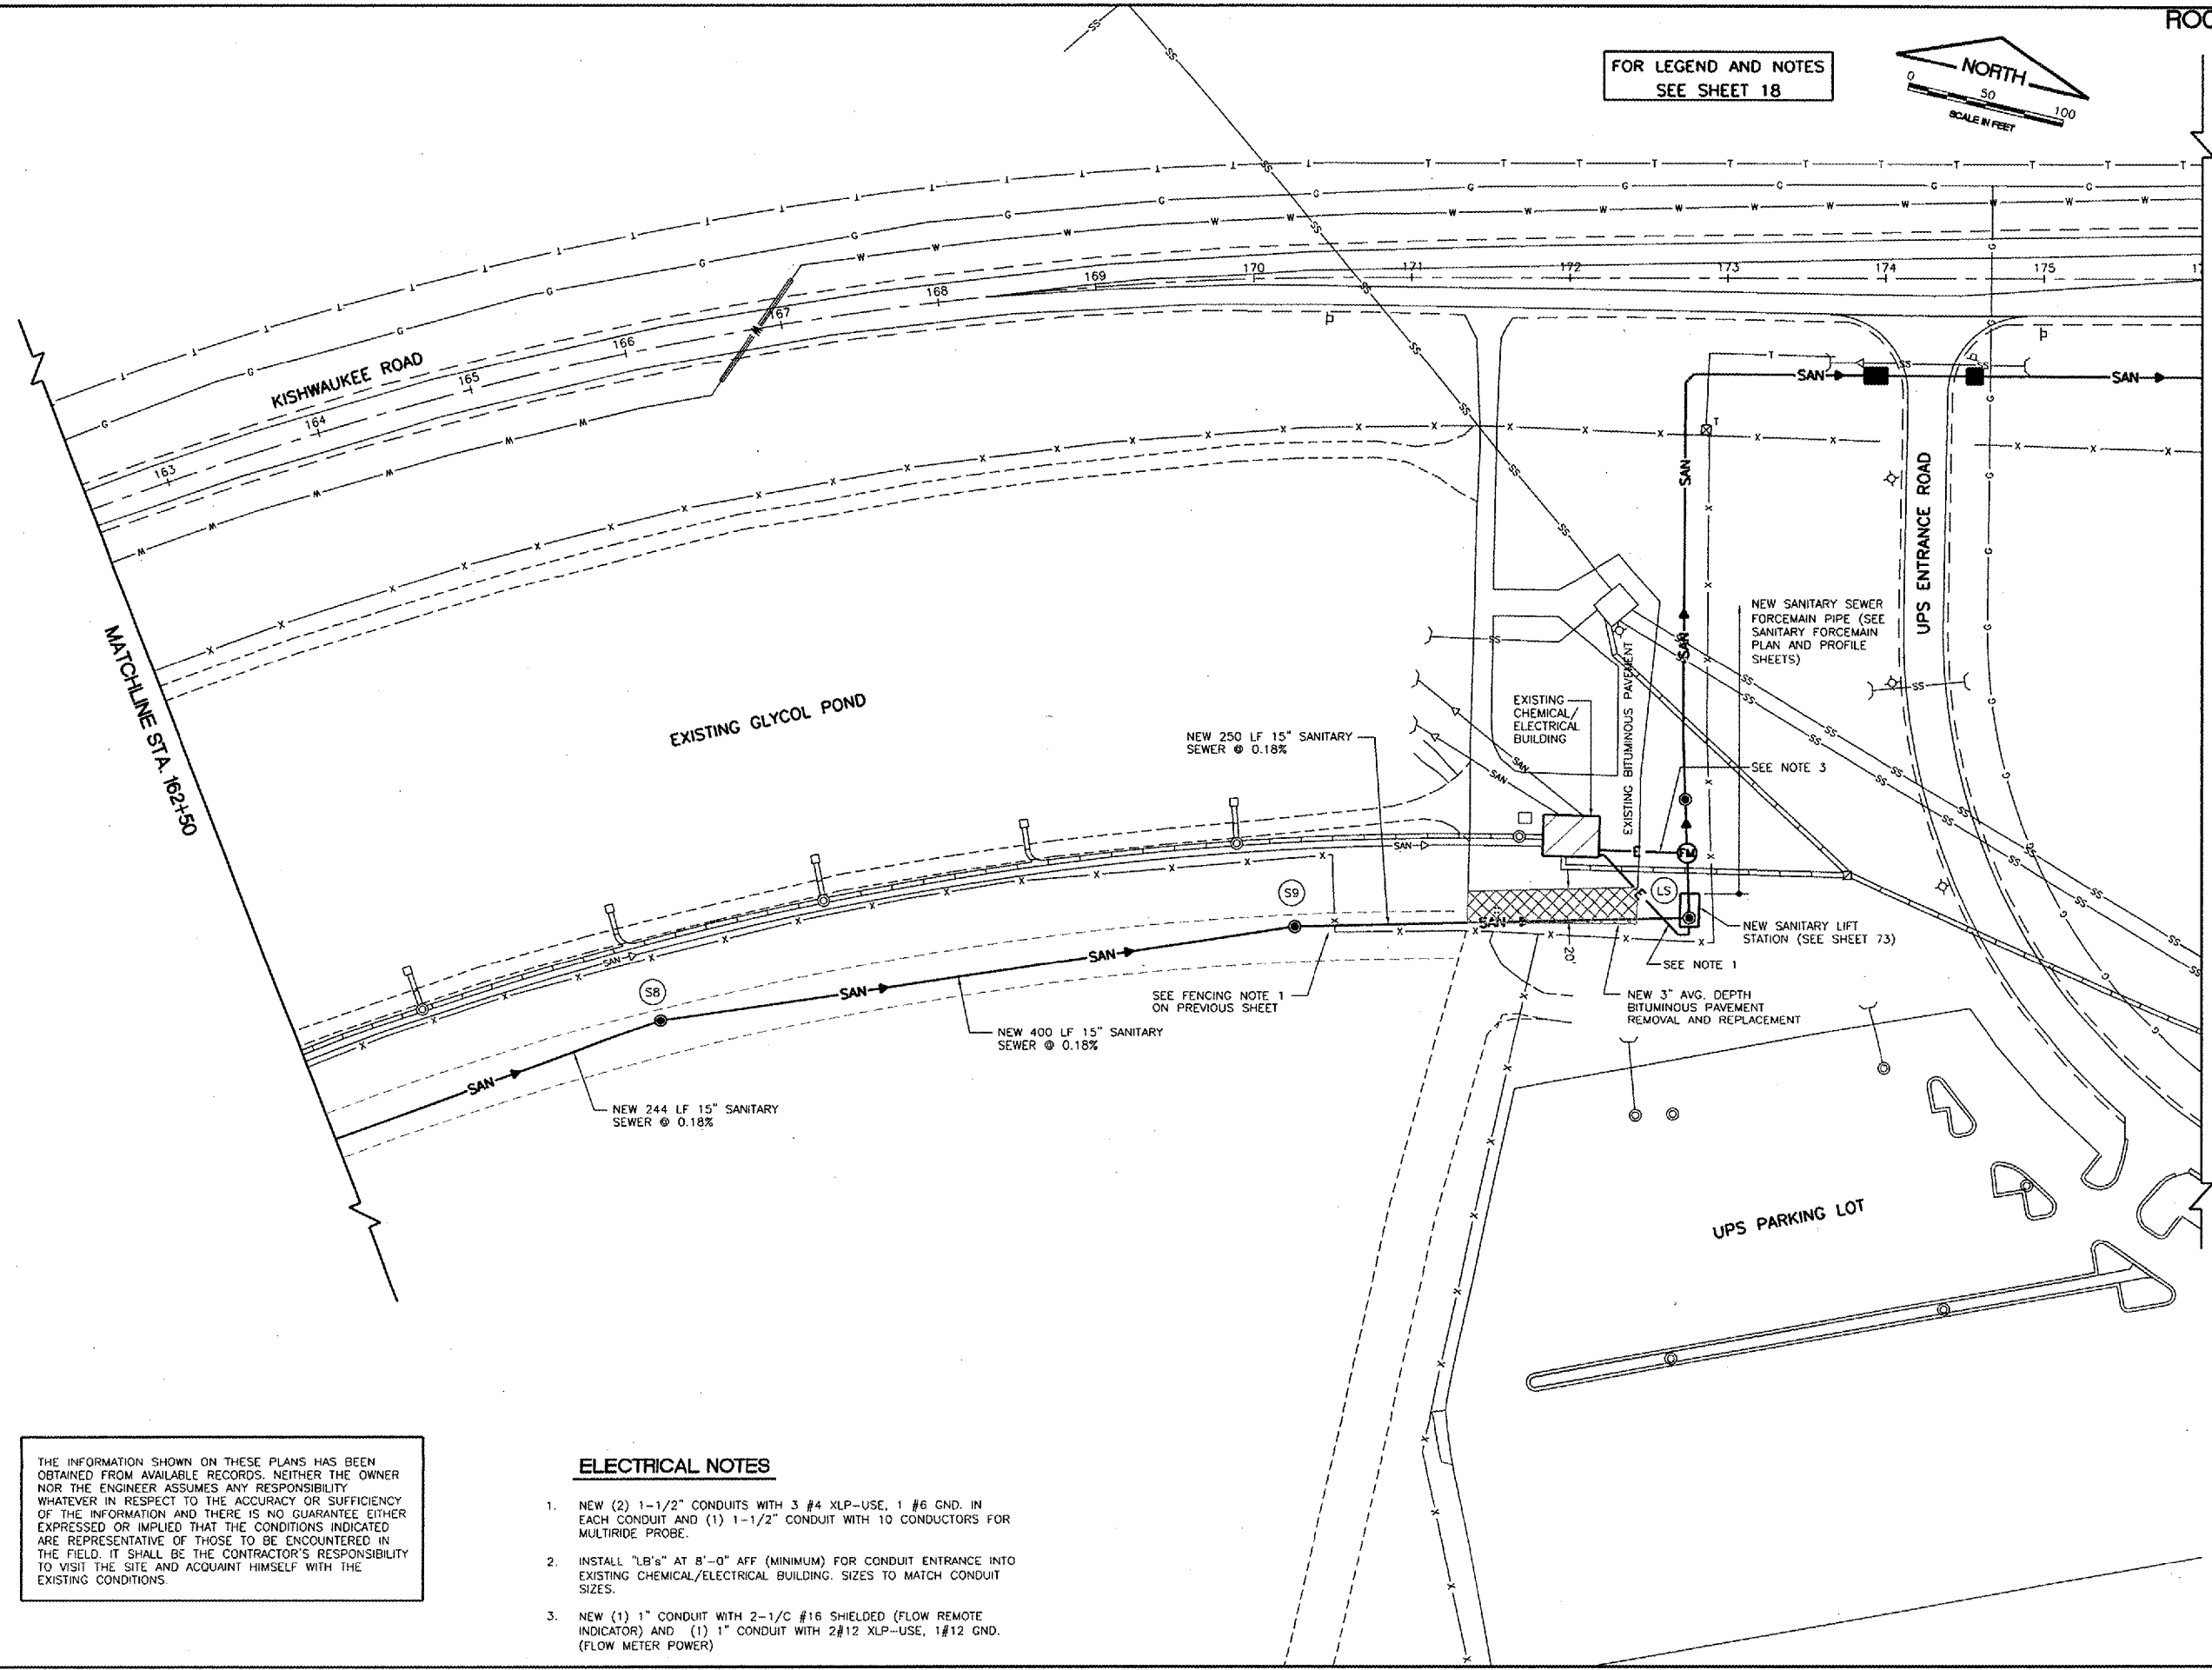 ROC
FOR LEGEND AND NOTES
SEE SHEET 18
NORTH
0 50 100
SCALE IN FEET
KISHWAUKEE ROAD
163 164 165 166 167 168 169 170 171 172 173 174 175
MATCHLINE STA. 162+50
EXISTING GLYCOL POND
UPS ENTRANCE ROAD
NEW SANITARY SEWER
FORCEMAIN PIPE (SEE
SANITARY FORCEMAIN
PLAN AND PROFILE
SHEETS)
EXISTING
CHEMICAL/
ELECTRICAL
BUILDING
EXISTING BITUMINOUS PAVEMENT
NEW 250 LF 15" SANITARY
SEWER @ 0.18%
SEE NOTE 3
FM
LS
S9
S8
NEW SANITARY LIFT
STATION (SEE SHEET 73)
SEE NOTE 1
20'
SEE FENCING NOTE 1
ON PREVIOUS SHEET
NEW 3" AVG. DEPTH
BITUMINOUS PAVEMENT
REMOVAL AND REPLACEMENT
NEW 400 LF 15" SANITARY
SEWER @ 0.18%
NEW 244 LF 15" SANITARY
SEWER @ 0.18%
SAN
SAN
SAN
SAN
SAN
SAN
SAN
SAN
UPS PARKING LOT
THE INFORMATION SHOWN ON THESE PLANS HAS BEEN
OBTAINED FROM AVAILABLE RECORDS. NEITHER THE OWNER
NOR THE ENGINEER ASSUMES ANY RESPONSIBILITY
WHATEVER IN RESPECT TO THE ACCURACY OR SUFFICIENCY
OF THE INFORMATION AND THERE IS NO GUARANTEE EITHER
EXPRESSED OR IMPLIED THAT THE CONDITIONS INDICATED
ARE REPRESENTATIVE OF THOSE TO BE ENCOUNTERED IN
THE FIELD. IT SHALL BE THE CONTRACTOR'S RESPONSIBILITY
TO VISIT THE SITE AND ACQUAINT HIMSELF WITH THE
EXISTING CONDITIONS.
ELECTRICAL NOTES
1. NEW (2) 1-1/2" CONDUITS WITH 3 #4 XLP-USE, 1 #6 GND. IN
EACH CONDUIT AND (1) 1-1/2" CONDUIT WITH 10 CONDUCTORS FOR
MULTIRIDE PROBE.
2. INSTALL "LB's" AT 8'-0" AFF (MINIMUM) FOR CONDUIT ENTRANCE INTO
EXISTING CHEMICAL/ELECTRICAL BUILDING. SIZES TO MATCH CONDUIT
SIZES.
3. NEW (1) 1" CONDUIT WITH 2-1/C #16 SHIELDED (FLOW REMOTE
INDICATOR) AND (1) 1" CONDUIT WITH 2#12 XLP-USE, 1#12 GND.
(FLOW METER POWER)